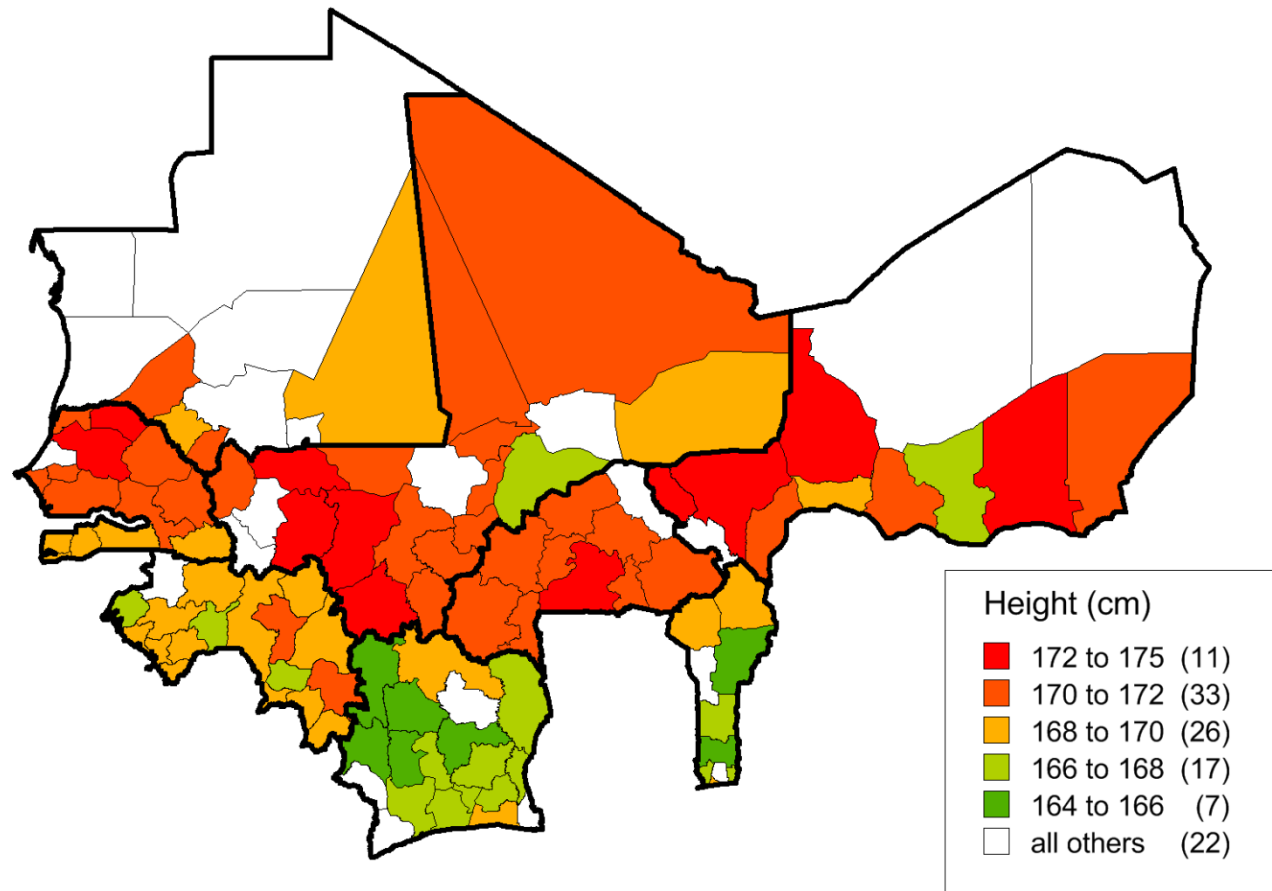 Height (cm)
172 to 175 (11)
170 to 172 (33)
168 to 170 (26)
166 to 168 (17)
164 to 166 (7)
all others (22)